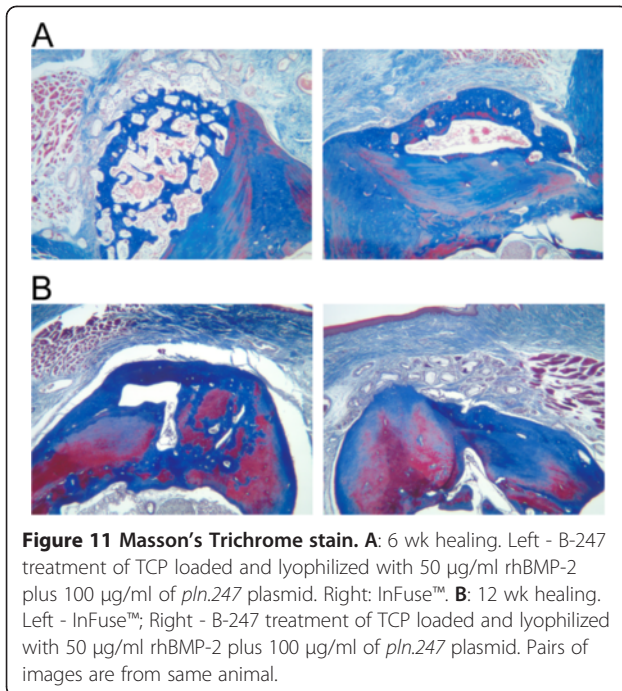 A
B
Figure 11 Masson's Trichrome stain. A: 6 wk healing. Left - B-247
treatment of TCP loaded and lyophilized with 50 μg/ml rhBMP-2
plus 100 μg/ml of pln.247 plasmid. Right: InFuse™. B: 12 wk healing.
Left - InFuse™; Right - B-247 treatment of TCP loaded and lyophilized
with 50 μg/ml rhBMP-2 plus 100 μg/ml of pln.247 plasmid. Pairs of
images are from same animal.